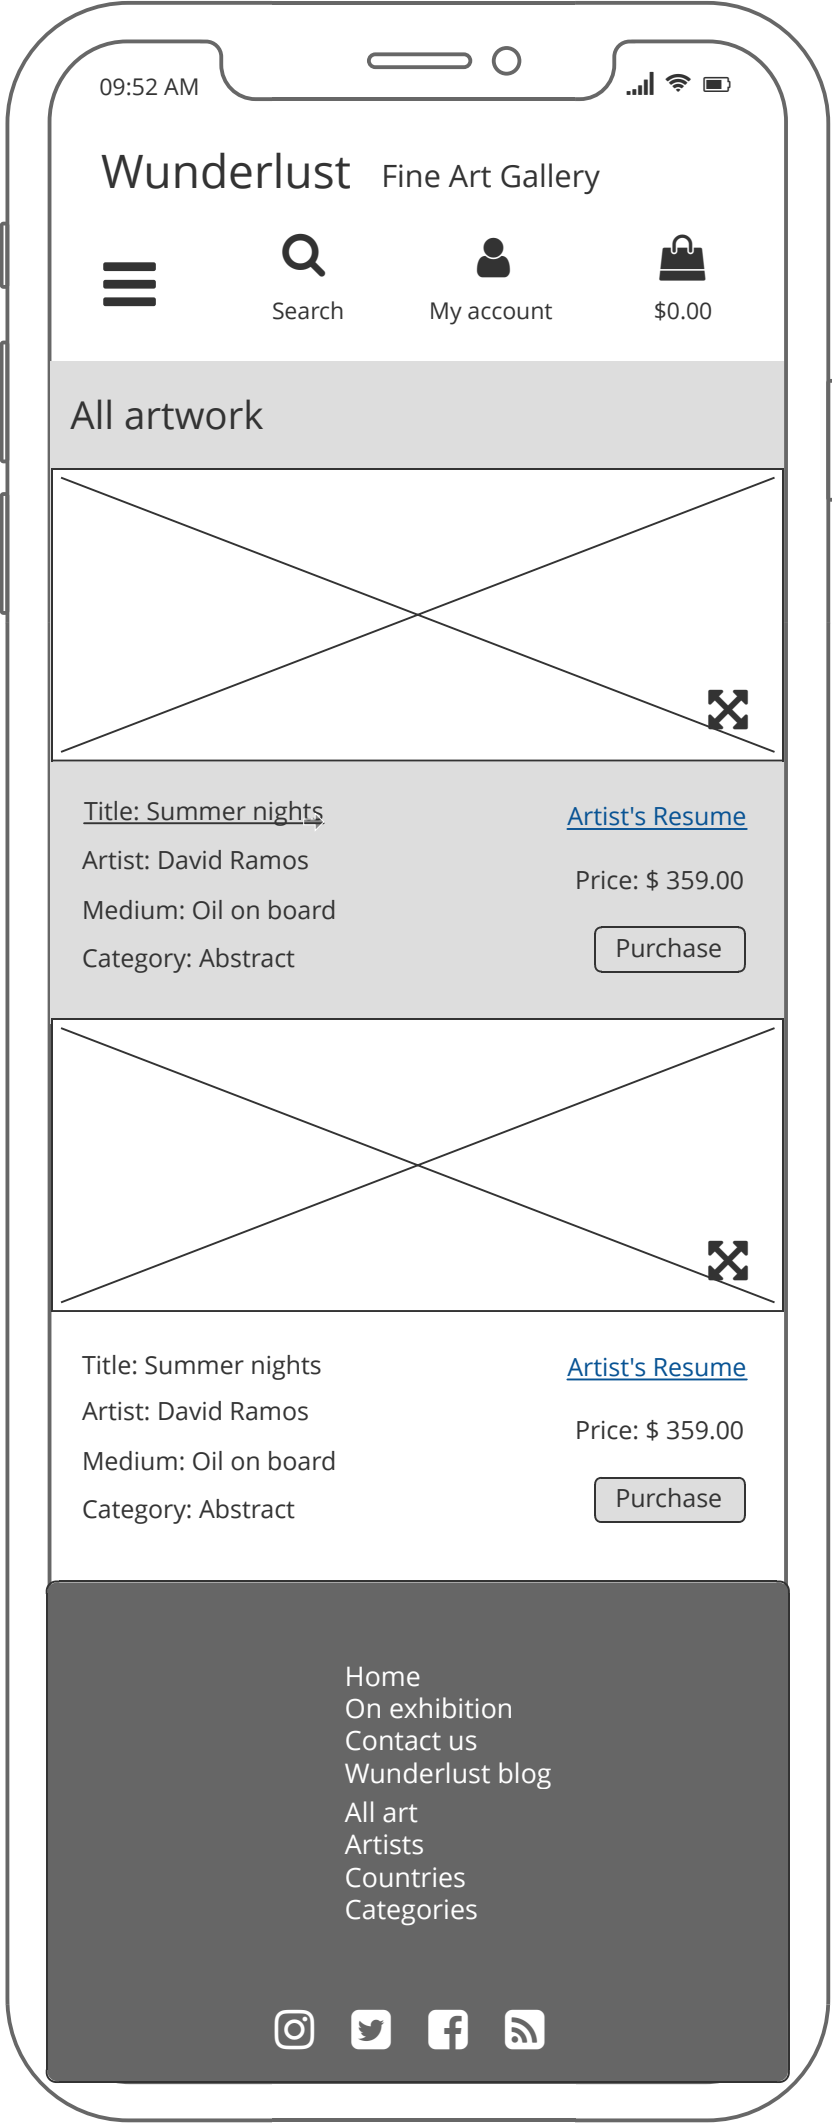 09:52 AM
Wunderlust Fine Art Gallery
Search My account $0.00
All artwork
Title: Summer nights
Artist's Resume
Artist: David Ramos
Price: $ 359.00
Medium: Oil on board
Purchase
Category: Abstract
Title: Summer nights
Artist's Resume
Artist: David Ramos
Price: $ 359.00
Medium: Oil on board
Purchase
Category: Abstract
Home
On exhibition
Contact us
Wunderlust blog
All art
Artists
Countries
Categories